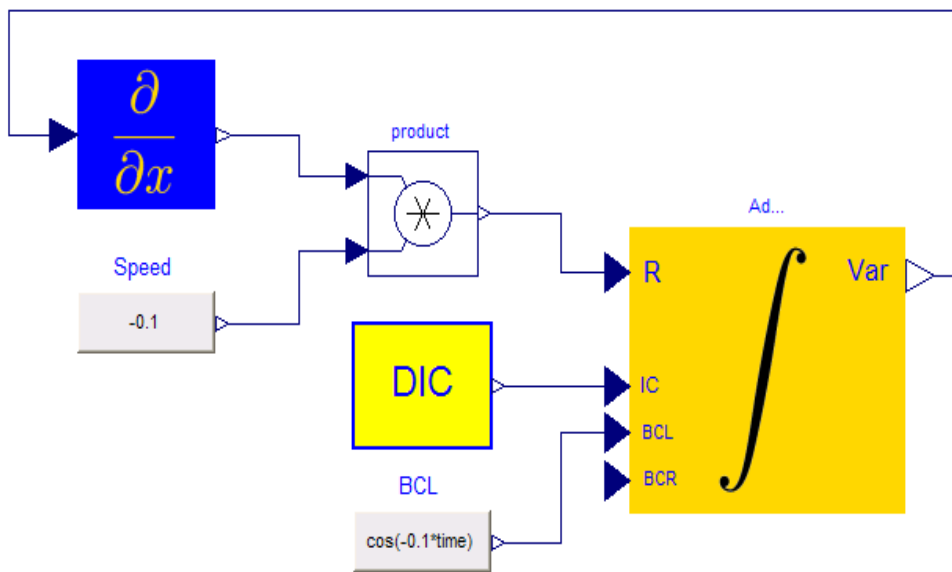 ∂
∂x
product
Speed
-0.1
Ad...
R
Var
DIC
IC
BCL
BCR
BCL
cos(-0.1*time)